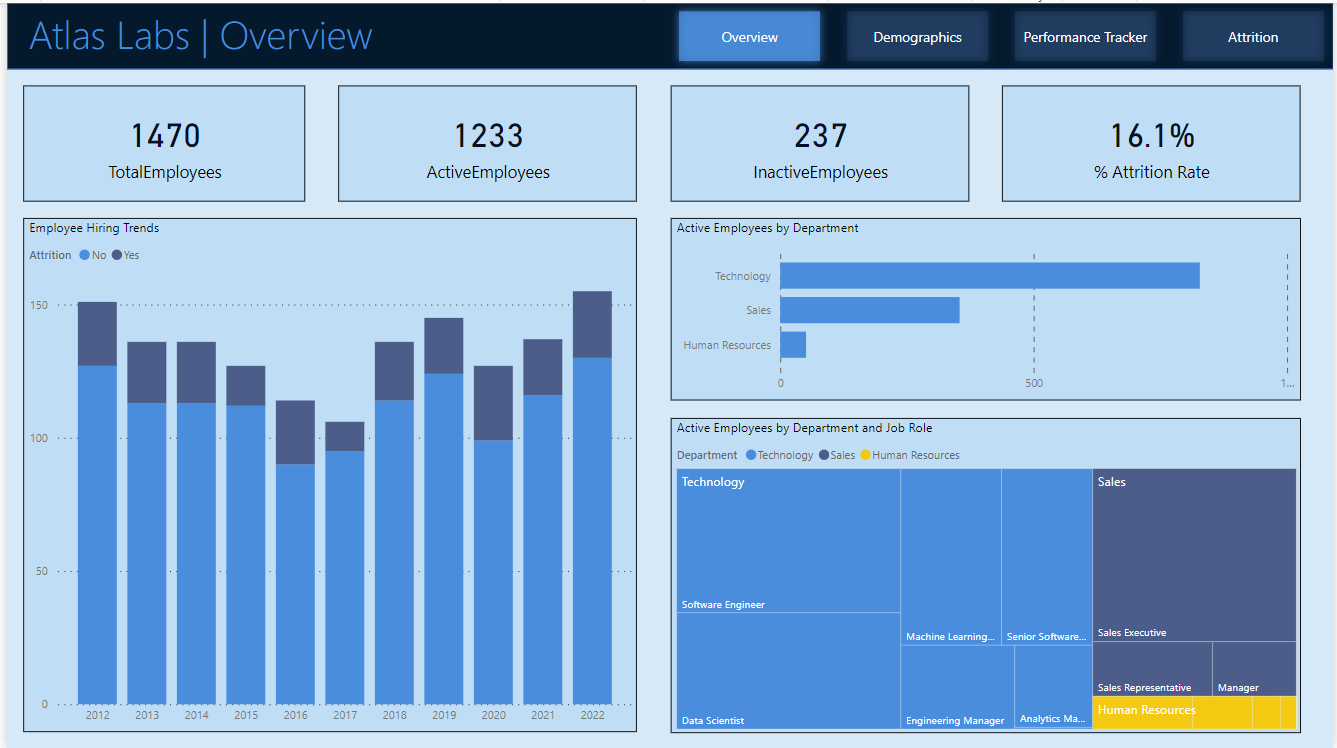 Atlas Labs | Overview
Overview
Demographics
Performance Tracker
Attrition
1470
TotalEmployees
1233
ActiveEmployees
237
InactiveEmployees
16.1%
% Attrition Rate
Employee Hiring Trends
Attrition No Yes
150
100
50
0
2012 2013 2014 2015 2016 2017 2018 2019 2020 2021 2022
Active Employees by Department
Technology
Sales
Human Resources
0 500 1...
Active Employees by Department and Job Role
Department Technology Sales Human Resources
Technology
Software Engineer
Data Scientist
Machine Learning...
Senior Software...
Engineering Manager
Analytics Ma...
Sales
Sales Executive
Sales Representative
Manager
Human Resources